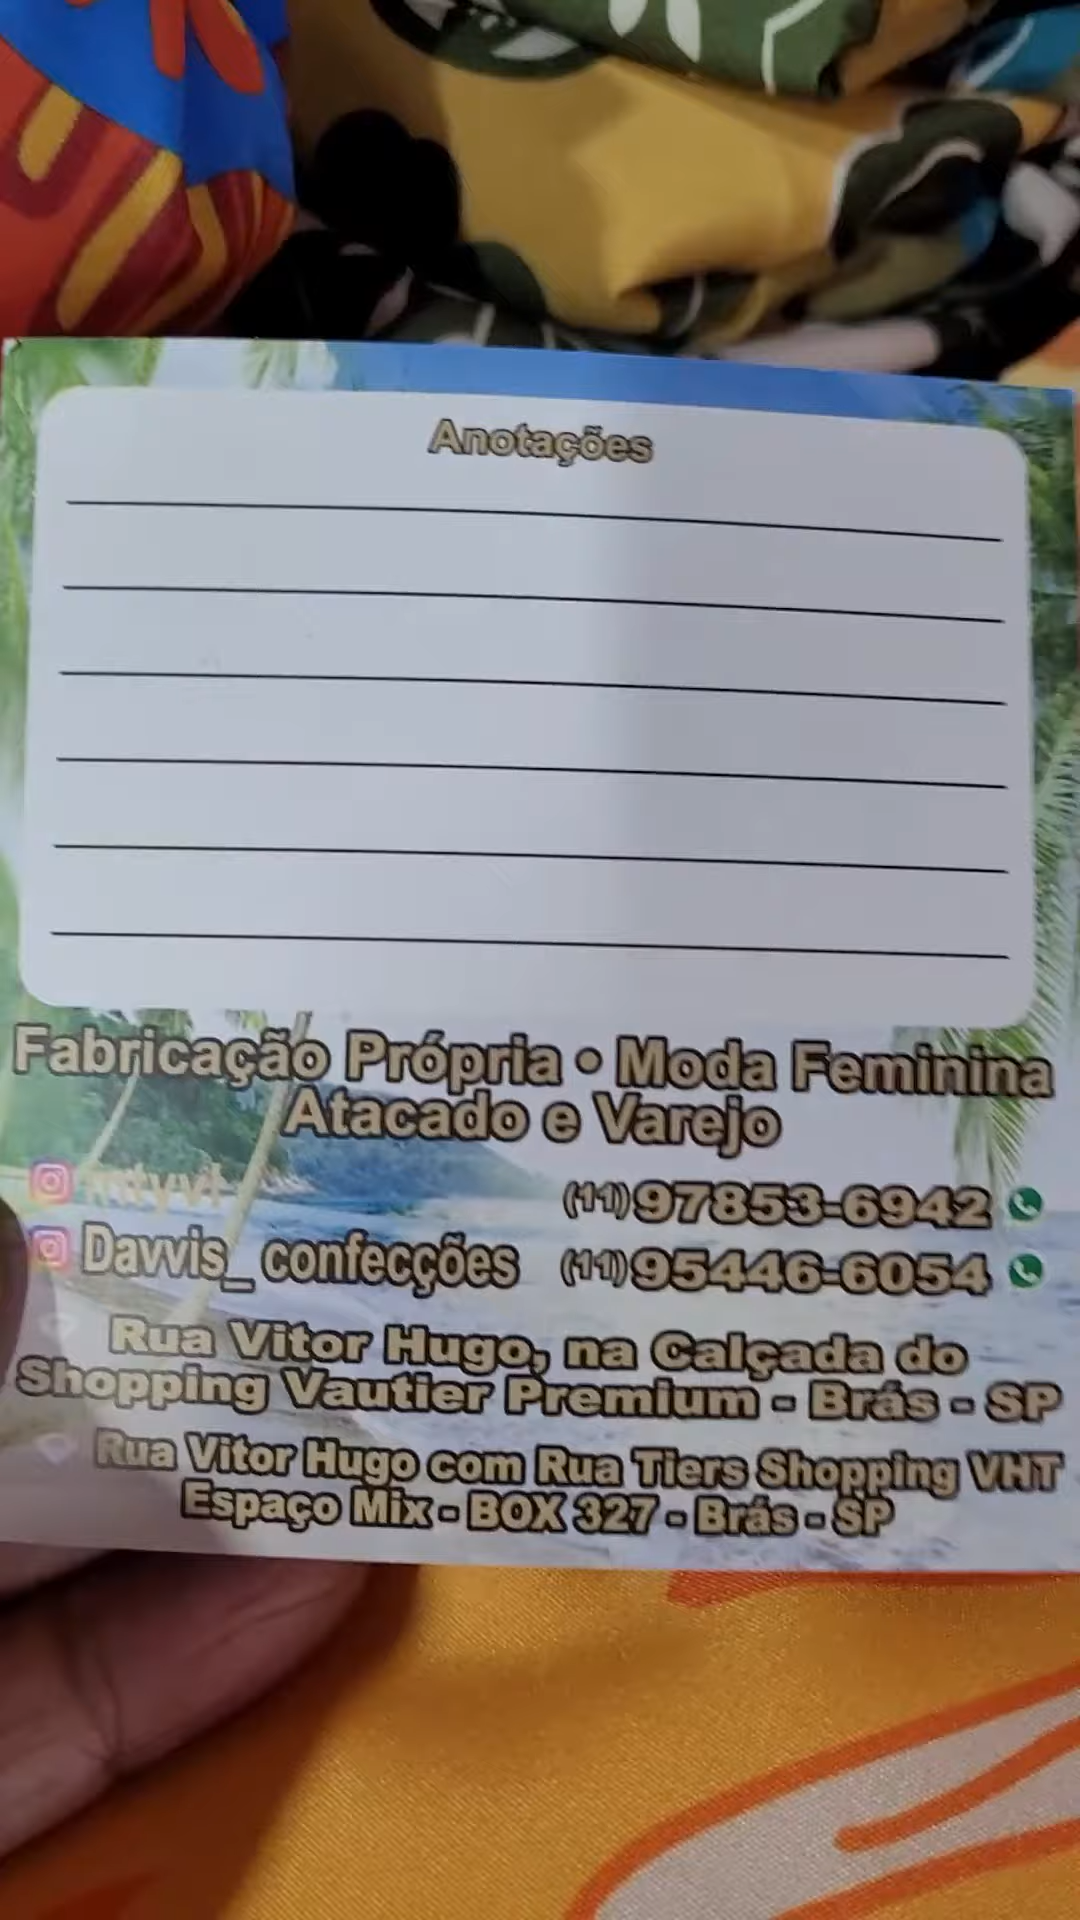 Anotações
Fabricação Própria • Moda Feminina
Atacado e Varejo
(11)97853-6942
Davvis_ confecções (11)95446-6054
Rua Vitor Hugo, na Calçada do
Shopping Vautier Premium - Brás - SP
Rua Vitor Hugo com Rua Tiers Shopping VHT
Espaço Mix - BOX 327 - Brás - SP